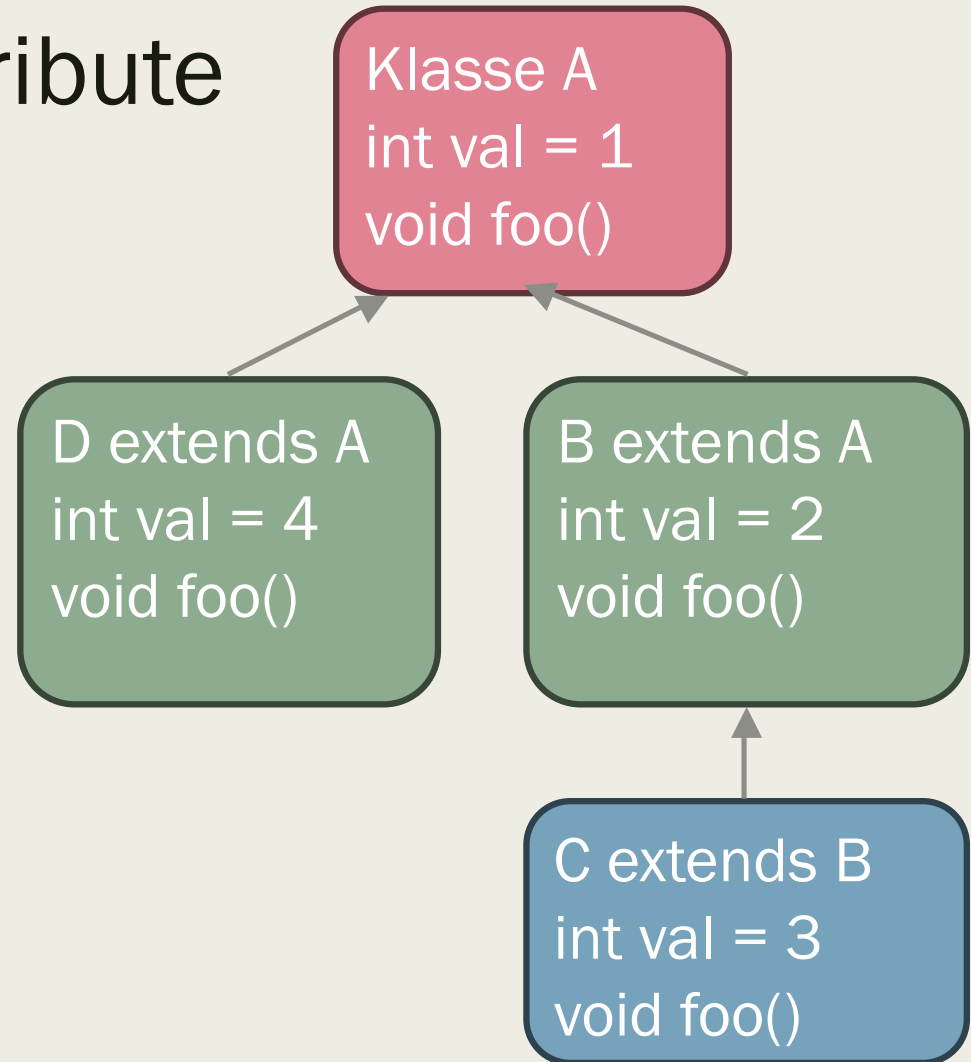 ribute
Klasse A
int val = 1
void foo()
D extends A
int val = 4
void foo()
B extends A
int val = 2
void foo()
C extends B
int val = 3
void foo()